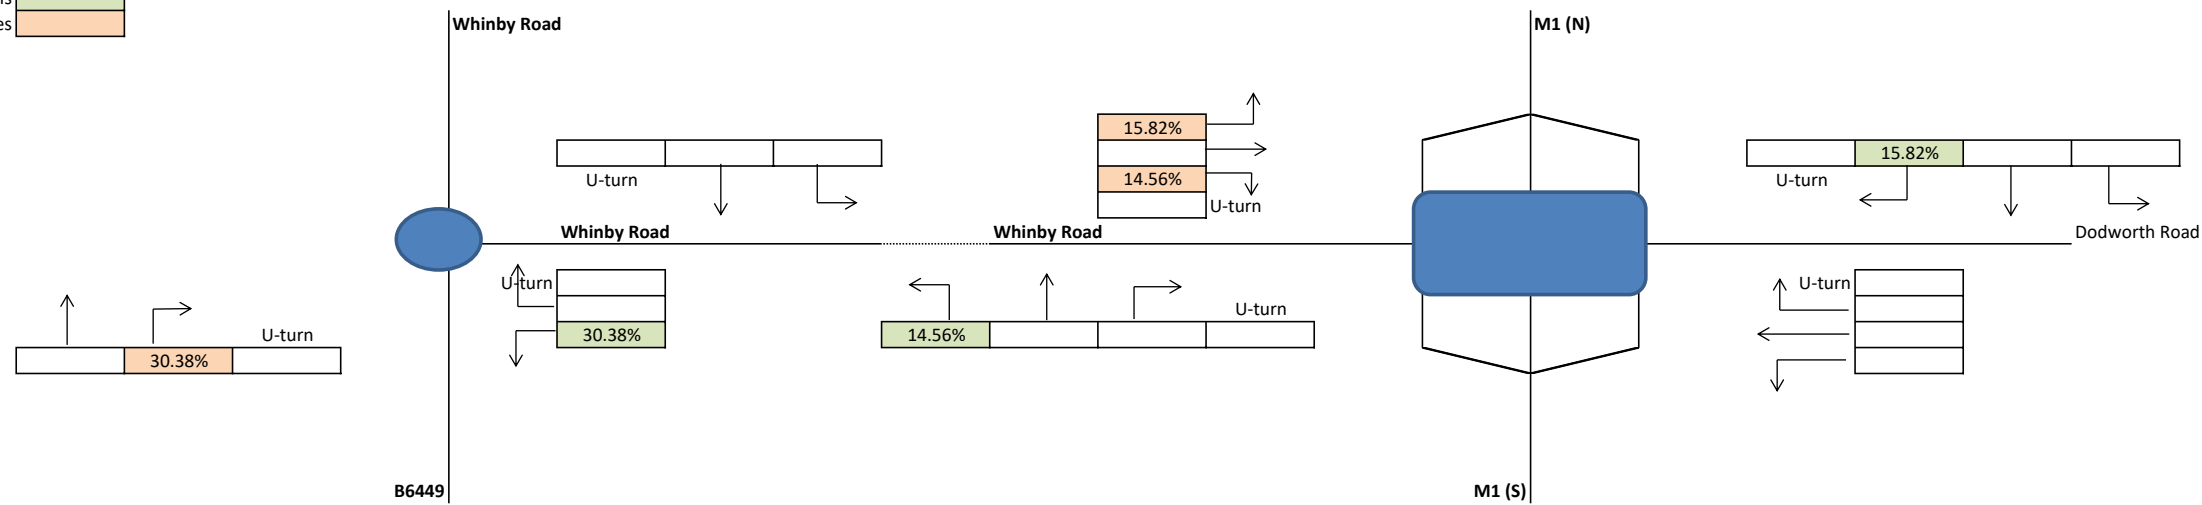 Whinby Road
M1 (N)
15.82%
14.56%
U-turn
U-turn
15.82%
U-turn
Whinby Road
Whinby Road
Dodworth Road
U-turn
30.38%
14.56%
U-turn
U-turn
30.38%
U-turn
B6449
M1 (S)